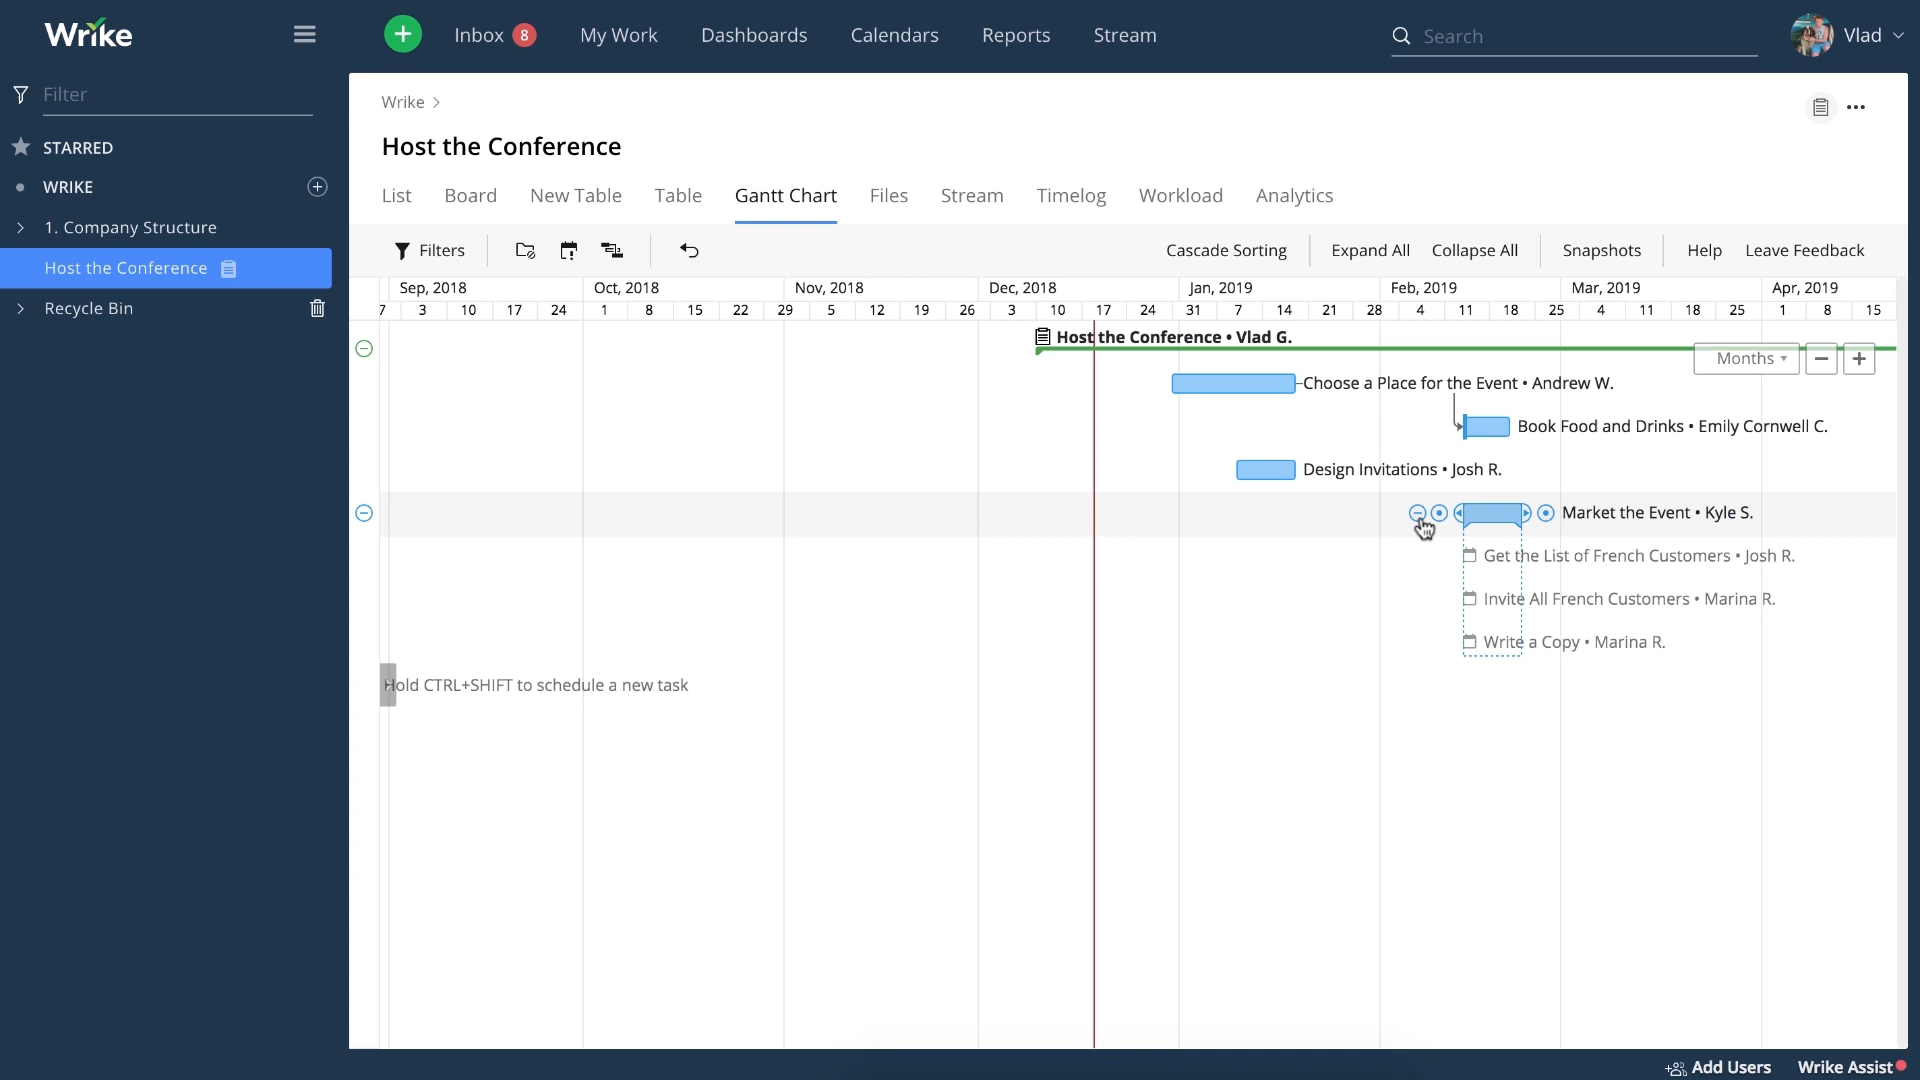 Wrike
Inbox 8 My Work Dashboards Calendars Reports Stream
Search
Vlad
Filter
STARRED
WRIKE
1. Company Structure
Host the Conference
Recycle Bin
Wrike >
Host the Conference
List Board New Table Table Gantt Chart Files Stream Timelog Workload Analytics
Filters Cascade Sorting Expand All Collapse All Snapshots Help Leave Feedback
Sep, 2018 Oct, 2018 Nov, 2018 Dec, 2018 Jan, 2019 Feb, 2019 Mar, 2019 Apr, 2019
7 3 10 17 24 1 8 15 22 29 5 12 19 26 3 10 17 24 31 7 14 21 28 4 11 18 25 4 11 18 25 1 8 15
Host the Conference • Vlad G.
Months
Choose a Place for the Event • Andrew W.
Book Food and Drinks • Emily Cornwell C.
Design Invitations • Josh R.
Market the Event • Kyle S.
Get the List of French Customers • Josh R.
Invite All French Customers • Marina R.
Write a Copy • Marina R.
Hold CTRL+SHIFT to schedule a new task
Add Users Wrike Assist